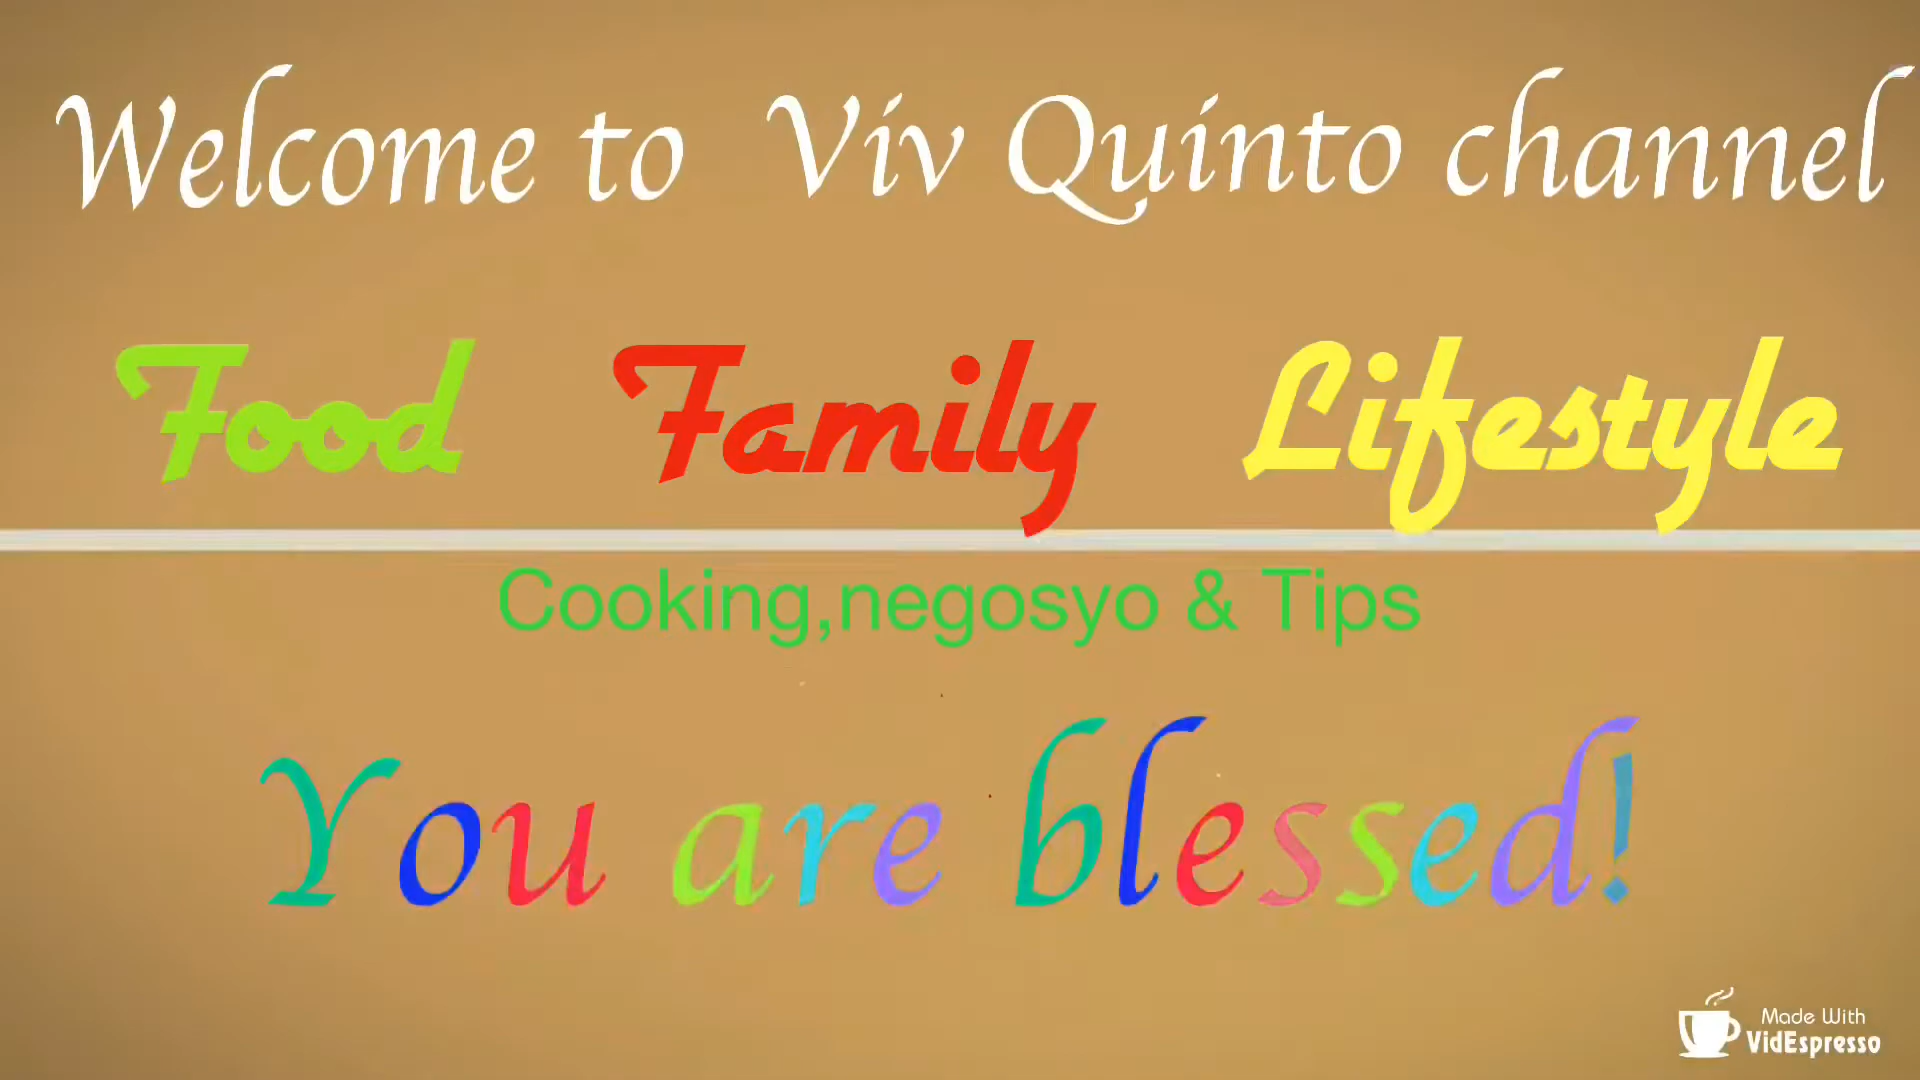 Welcome to Viv Quinto channel
Food Family Lifestyle
Cooking,negosyo & Tips
You are blessed!
Made With
VidEspresso